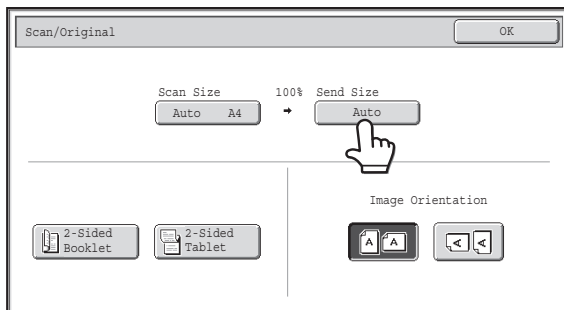 Scan/Original
OK
Scan Size
100%
Send Size
Auto A4
Auto
Image Orientation
2-Sided
Booklet
2-Sided
Tablet
A A
A A